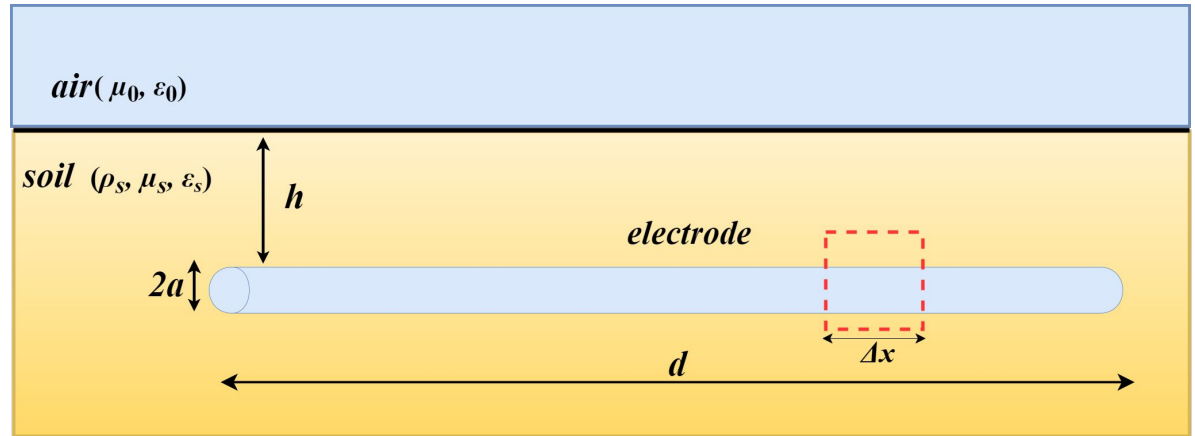 air( μ₀, ε₀)
soil (ρₛ, μₛ, εₛ)
h
electrode
2a
Δx
d